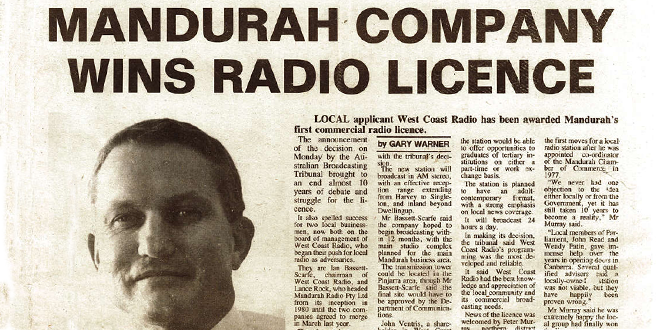 MANDURAH COMPANY
WINS RADIO LICENCE
LOCAL applicant West Coast Radio has been awarded Mandurah's
first commercial radio licence.
The announcement
of the decision on
Monday by the Au-
stralian Broadcasting
Tribunal brought to
an end almost 10
years of debate and
struggle for the li-
cence.
It also spelled success
for two local business-
men, now both on the
board of management
of West Coast Radio, who
began their push for local
radio as adversaries.
They are Ian Bassett-
Scarfe, chairman of
West Coast Radio, and
Lance Rock, who headed
Mandurah Radio Pty Ltd
from its inception in
1980 until the two com-
panies agreed to merge
in March last year.
by GARY WARNER
with the tribunal's deci-
sion.
The new station will
broadcast in AM stereo,
with an effective recep-
tion range extending
from Harvey to Single-
ton, and inland beyond
Dwellingup.
Mr Bassett-Scarfe said
the company hoped to
begin broadcasting with-
in 12 months, with the
main studio complex
planned for the main
Mandurah business area.
The transmission tower
could be located in the
Pinjarra area, though Mr
Bassett-Scarfe said the
final site would have to
be approved by the De-
partment of Communica-
tions.
John Ventris, a share-
the station would be able
to offer opportunities to
graduates of tertiary in-
stitutions on either a
part-time or work ex-
change basis.
The station is planned
to have an adult-
contemporary format,
with a strong emphasis
on local news coverage.
It will broadcast 24
hours a day.
In making its decision,
the tribunal said West
Coast Radio's program-
ming was the most de-
veloped and reliable.
It said West Coast
Radio had the best know-
ledge and appreciation of
the local community and
its commercial broad-
casting needs.
News of the licence was
welcomed by Peter Mur-
ray, northern district
the first moves for a local
radio station after he was
appointed co-ordinator
of the Mandurah Cham-
ber of Commerce in
1977.
"We never had one
objection to the idea
either locally or from the
Government, yet it has
still taken 10 years to
become a reality," Mr
Murray said.
"Local members of Par-
liament, John Read and
Wendy Fatin, gave im-
mense help over the
years in opening doors in
Canberra. Several qual-
ified advisors said a
locally-owned station
was not viable, but they
have happily been
proven wrong."
Mr Murray said he was
extremely happy the loc-
al group had finally won